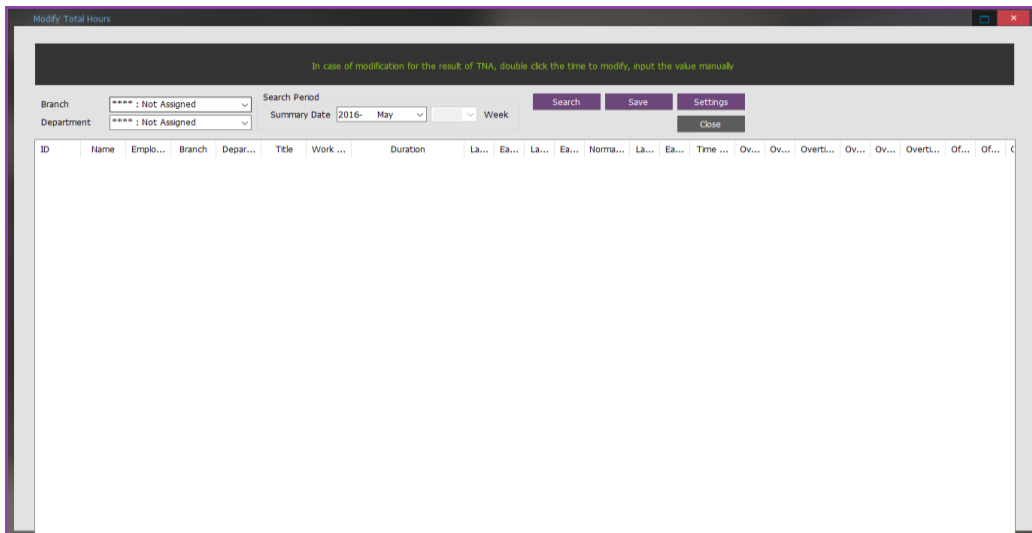 Modify Total Hours
In case of modification for the result of TNA, double click the time to modify, input the value manually
Branch **** : Not Assigned Search Period Search Save Settings
Department **** : Not Assigned Summary Date 2016- May Week Close
ID Name Emplo... Branch Depar... Title Work ... Duration La... Ea... La... Ea... Norma... La... Ea... Time ... Ov... Ov... Overti... Ov... Ov... Overti... Of... Of...